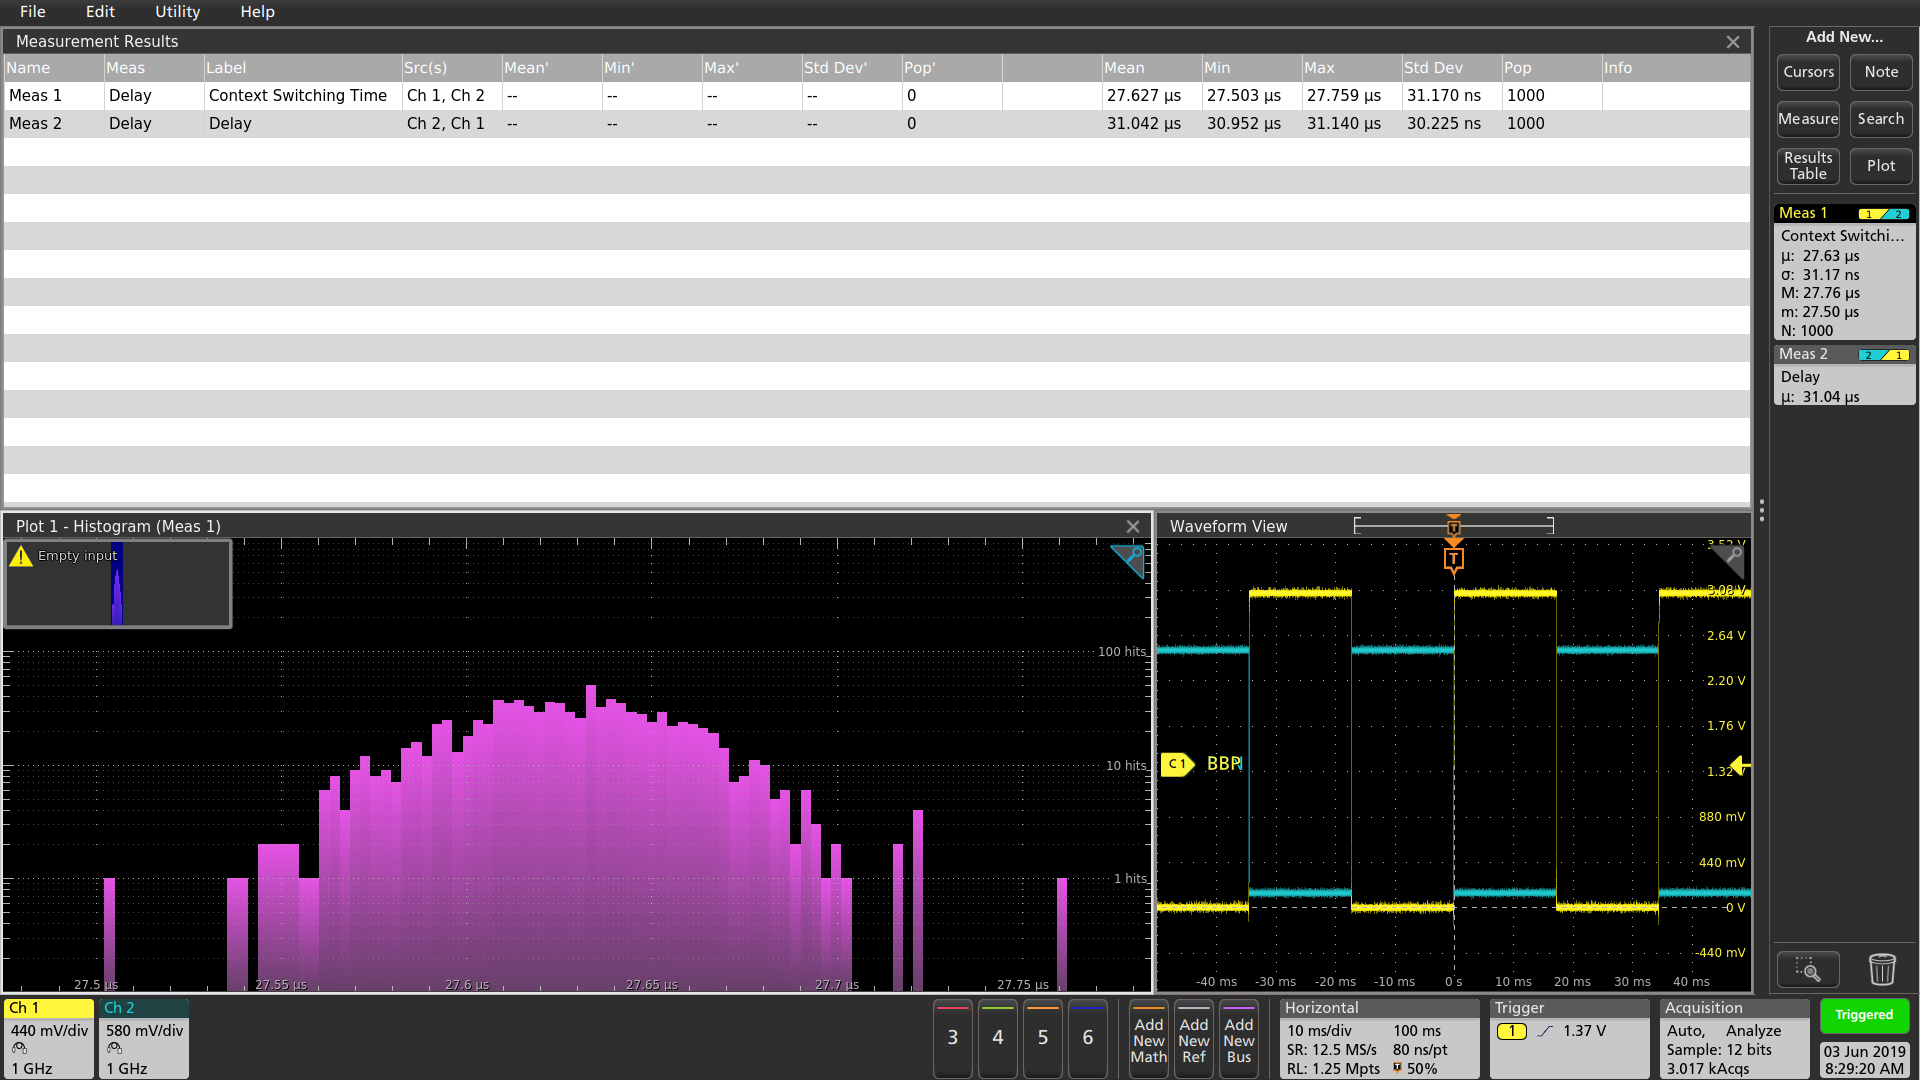 File Edit Utility Help
Measurement Results
Name Meas Label Src(s) Mean' Min' Max' Std Dev' Pop' Mean Min Max Std Dev Pop Info
Meas 1 Delay Context Switching Time Ch 1, Ch 2 -- -- -- -- 0 27.627 µs 27.503 µs 27.759 µs 31.170 ns 1000
Meas 2 Delay Delay Ch 2, Ch 1 -- -- -- -- 0 31.042 µs 30.952 µs 31.140 µs 30.225 ns 1000
Add New...
Cursors Note
Measure Search
Results Table Plot
Meas 1 1 2
Context Switchi...
µ: 27.63 µs
σ: 31.17 ns
M: 27.76 µs
m: 27.50 µs
N: 1000
Meas 2 2 1
Delay
µ: 31.04 µs
Plot 1 - Histogram (Meas 1)
Empty input
100 hits
10 hits
1 hits
27.5 µs 27.55 µs 27.6 µs 27.65 µs 27.7 µs 27.75 µs
Waveform View
T
T
3.52 V
3.08 V
2.64 V
2.20 V
1.76 V
1.32 V
880 mV
440 mV
0 V
-440 mV
C 1 BBP
-40 ms -30 ms -20 ms -10 ms 0 s 10 ms 20 ms 30 ms 40 ms
Ch 1
440 mV/div
1 GHz
Ch 2
580 mV/div
1 GHz
3 4 5 6
Add New Math
Add New Ref
Add New Bus
Horizontal
10 ms/div 100 ms
SR: 12.5 MS/s 80 ns/pt
RL: 1.25 Mpts T 50%
Trigger
1 1.37 V
Acquisition
Auto, Analyze
Sample: 12 bits
3.017 kAcqs
Triggered
03 Jun 2019
8:29:20 AM